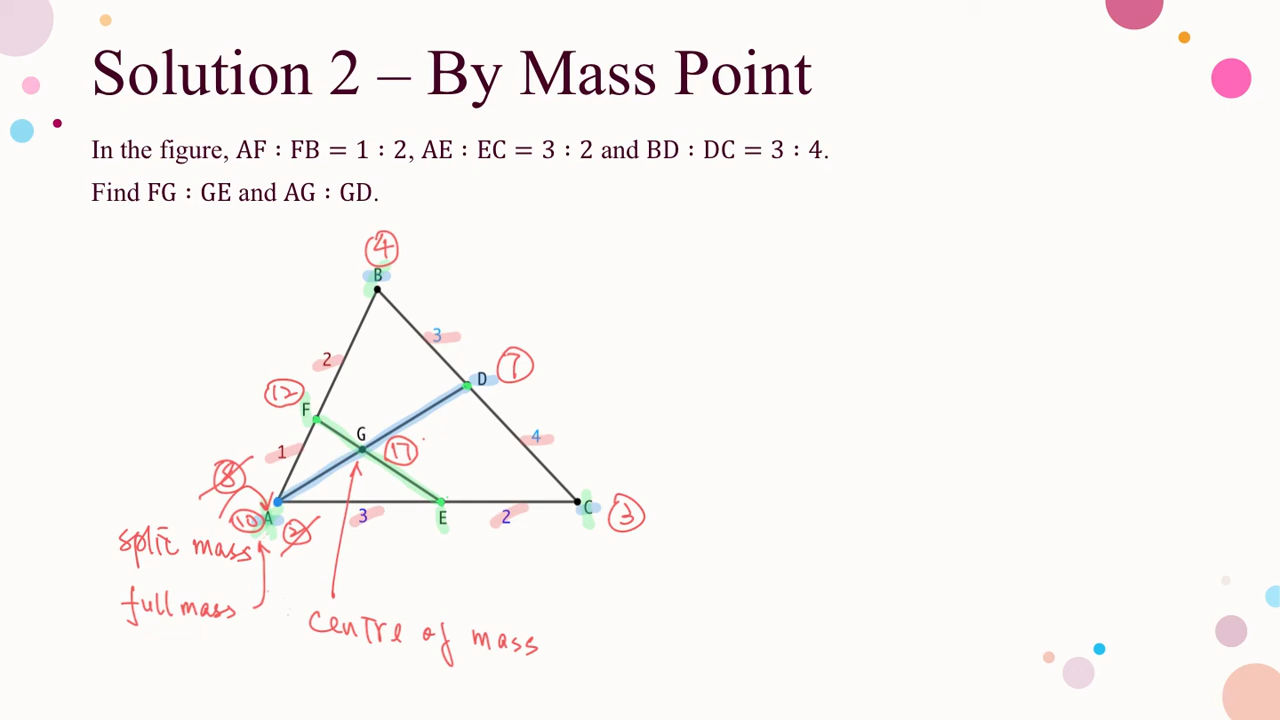 Solution 2 – By Mass Point
In the figure, AF : FB = 1 : 2, AE : EC = 3 : 2 and BD : DC = 3 : 4.
Find FG : GE and AG : GD.
4
B
3
2
D 7
12
F
G
17
1
4
8
10 A 2
3
E
2
C 3
split mass
full mass
centre of mass